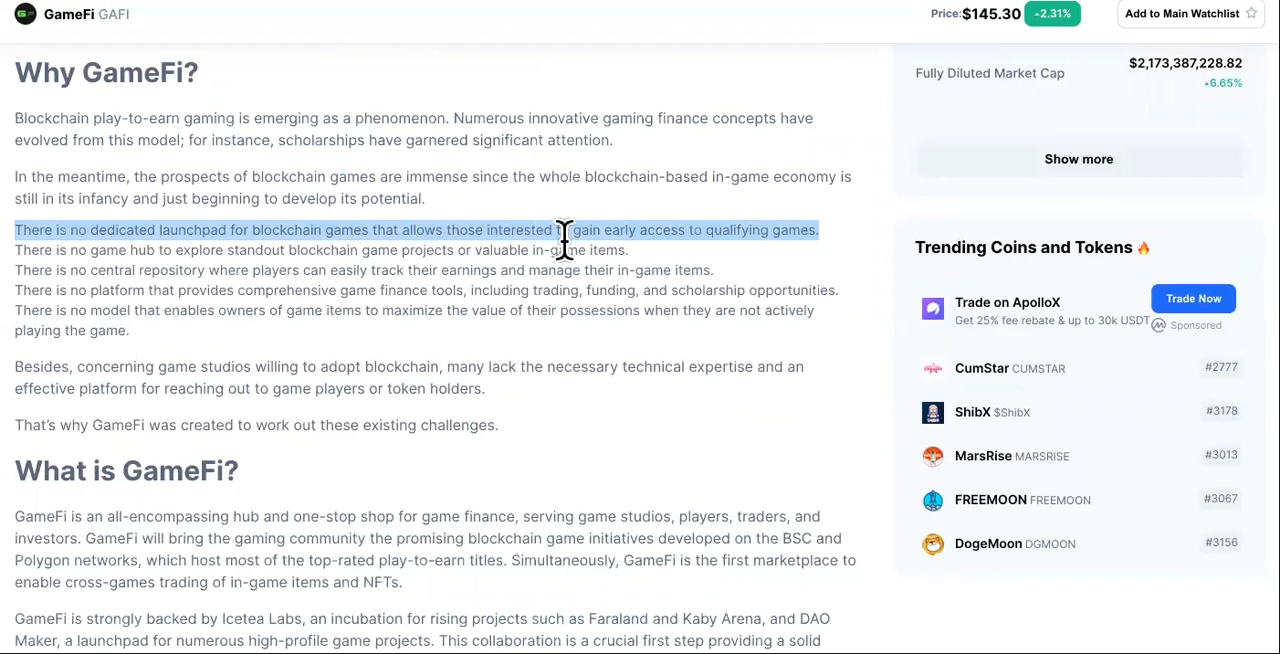 GameFi GAFI
Price: $145.30 -2.31%
Add to Main Watchlist
Why GameFi?
Blockchain play-to-earn gaming is emerging as a phenomenon. Numerous innovative gaming finance concepts have
evolved from this model; for instance, scholarships have garnered significant attention.
In the meantime, the prospects of blockchain games are immense since the whole blockchain-based in-game economy is
still in its infancy and just beginning to develop its potential.
There is no dedicated launchpad for blockchain games that allows those interested to gain early access to qualifying games.
There is no game hub to explore standout blockchain game projects or valuable in-game items.
There is no central repository where players can easily track their earnings and manage their in-game items.
There is no platform that provides comprehensive game finance tools, including trading, funding, and scholarship opportunities.
There is no model that enables owners of game items to maximize the value of their possessions when they are not actively
playing the game.
Besides, concerning game studios willing to adopt blockchain, many lack the necessary technical expertise and an
effective platform for reaching out to game players or token holders.
That's why GameFi was created to work out these existing challenges.
What is GameFi?
GameFi is an all-encompassing hub and one-stop shop for game finance, serving game studios, players, traders, and
investors. GameFi will bring the gaming community the promising blockchain game initiatives developed on the BSC and
Polygon networks, which host most of the top-rated play-to-earn titles. Simultaneously, GameFi is the first marketplace to
enable cross-games trading of in-game items and NFTs.
GameFi is strongly backed by Icetea Labs, an incubation for rising projects such as Faraland and Kaby Arena, and DAO
Maker, a launchpad for numerous high-profile game projects. This collaboration is a crucial first step providing a solid
Fully Diluted Market Cap
$2,173,387,228.82
6.65%
Show more
Trending Coins and Tokens 🔥
Trade on ApolloX
Get 25% fee rebate & up to 30k USDT
Trade Now
Sponsored
CumStar CUMSTAR #2777
ShibX $ShibX #3178
MarsRise MARSRISE #3013
FREEMOON FREEMOON #3067
DogeMoon DGMOON #3156